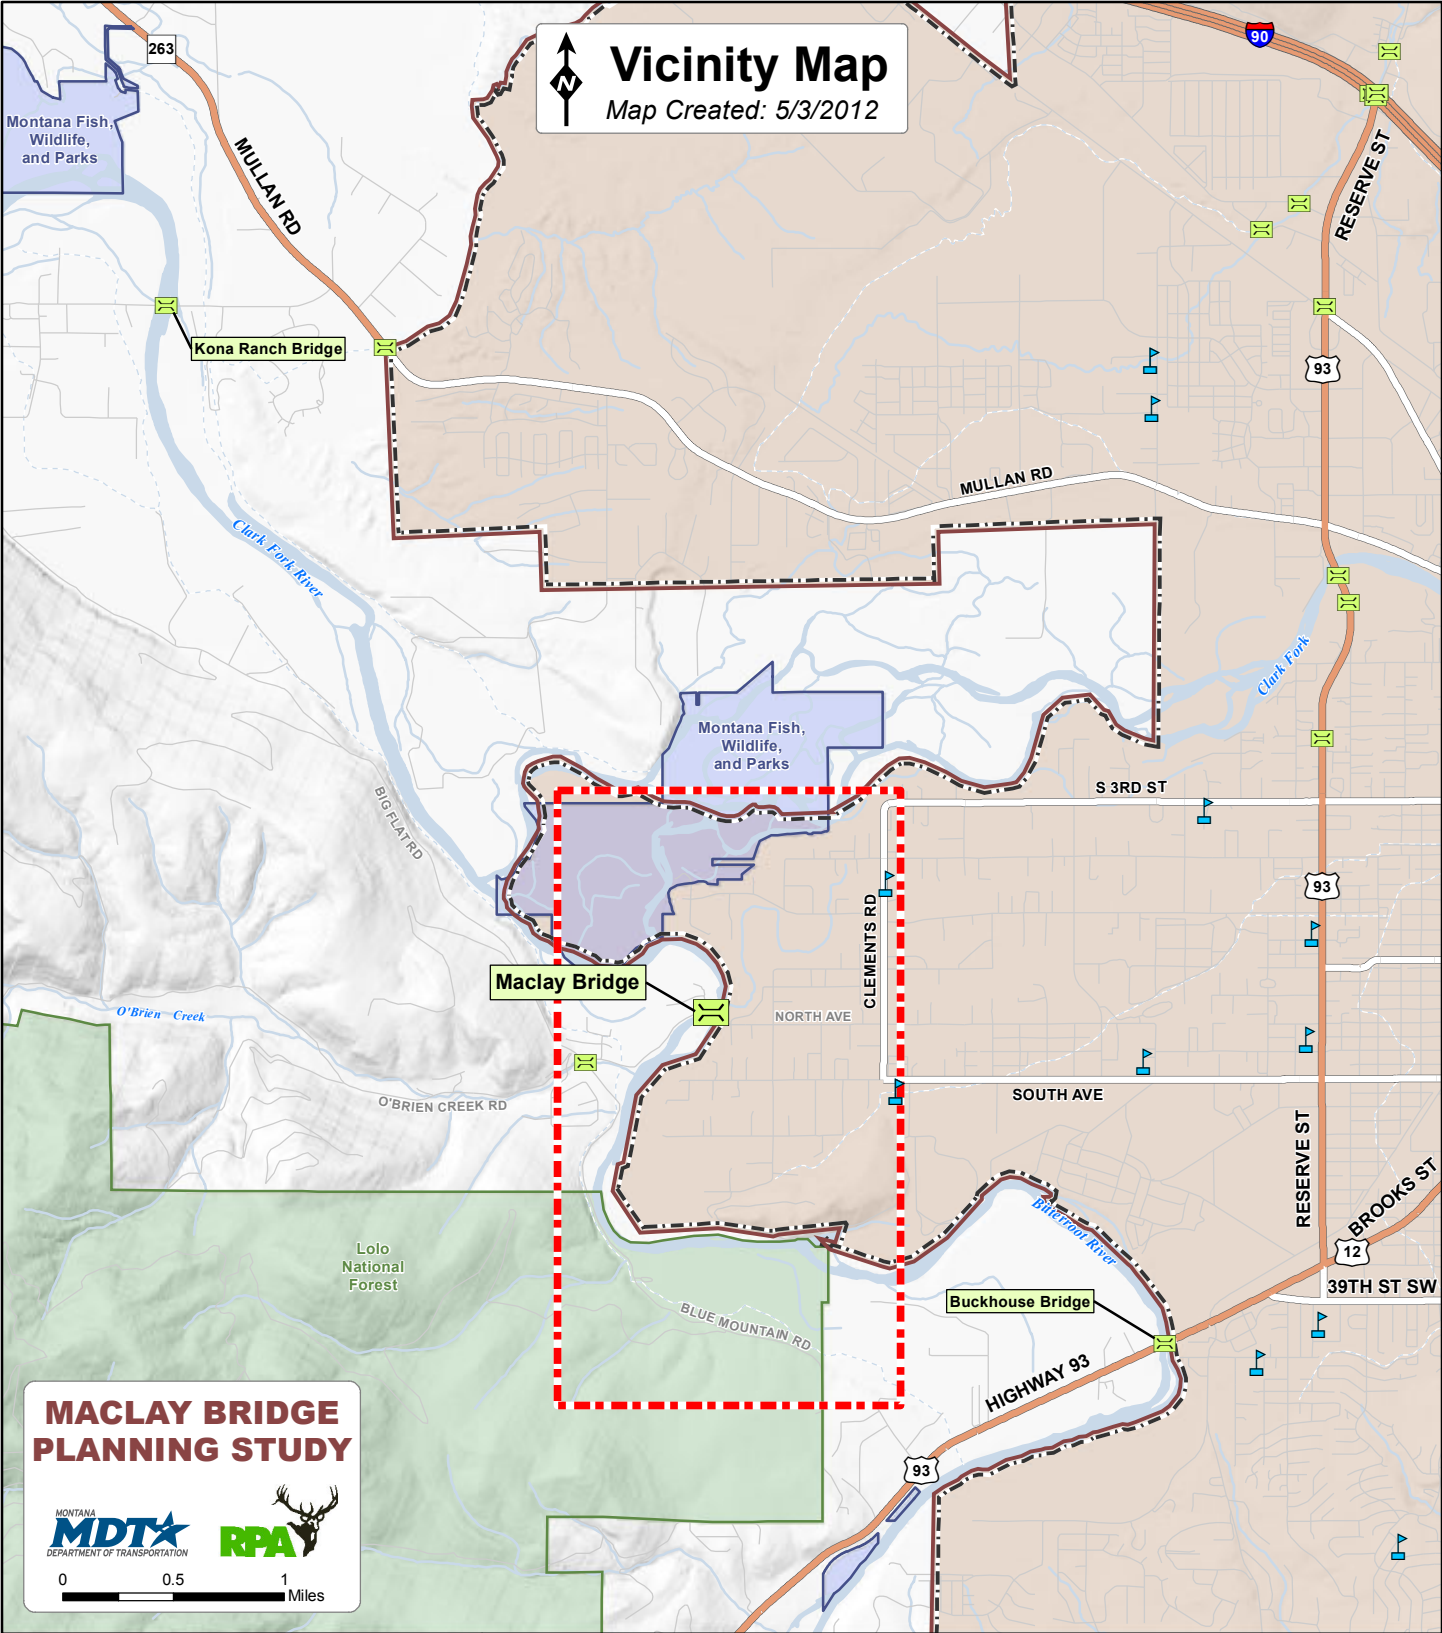 Vicinity Map
N
Map Created: 5/3/2012
263
90
Montana Fish,
Wildlife,
and Parks
MULLAN RD
RESERVE ST
Kona Ranch Bridge
93
MULLAN RD
Clark Fork River
Clark Fork
Montana Fish,
Wildlife,
and Parks
S 3RD ST
BIG FLAT RD
93
CLEMENTS RD
Maclay Bridge
NORTH AVE
O'Brien Creek
O'BRIEN CREEK RD
SOUTH AVE
RESERVE ST
BROOKS ST
Bitterroot River
12
Lolo
National
Forest
39TH ST SW
Buckhouse Bridge
BLUE MOUNTAIN RD
HIGHWAY 93
93
MACLAY BRIDGE
PLANNING STUDY
MONTANA
MDT
DEPARTMENT OF TRANSPORTATION
RPA
0 0.5 1
Miles